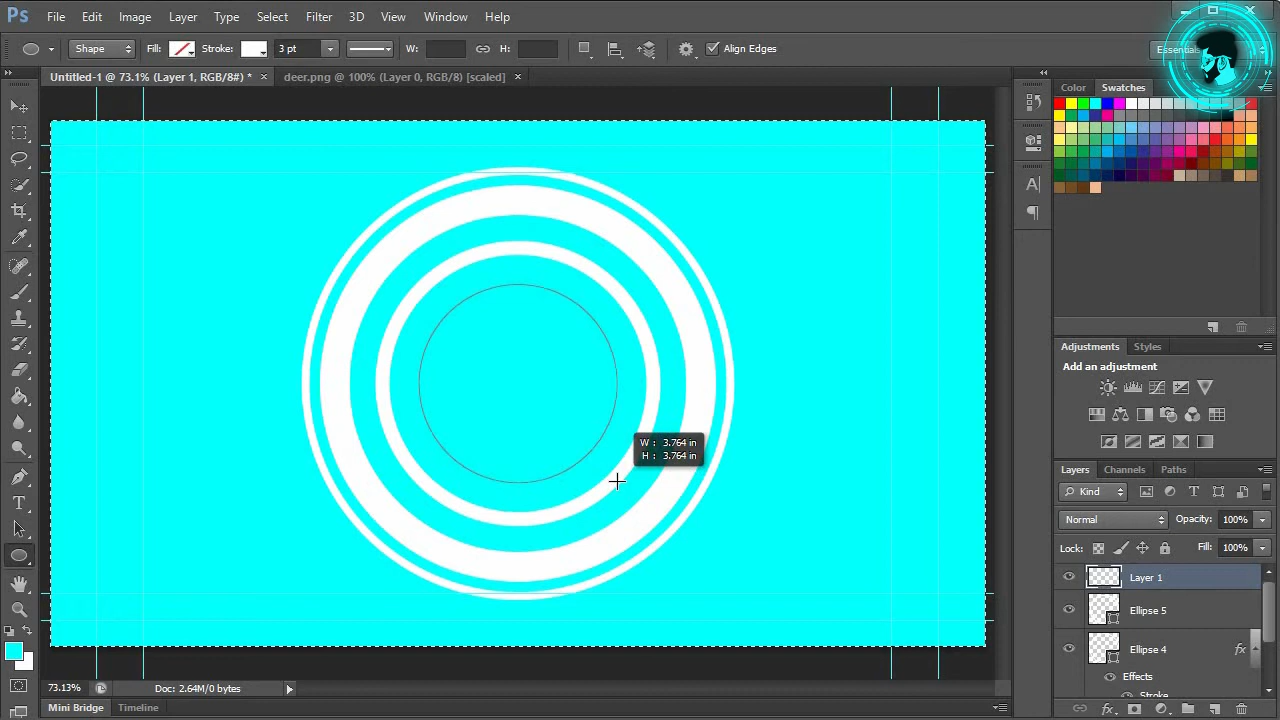 Ps File Edit Image Layer Type Select Filter 3D View Window Help
Shape Fill: Stroke: 3 pt W: H: Align Edges Essentials
Untitled-1 @ 73.1% (Layer 1, RGB/8#) * × deer.png @ 100% (Layer 0, RGB/8) [scaled] ×
Color Swatches
Adjustments Styles
Add an adjustment
W : 3.764 in
H : 3.764 in
Layers Channels Paths
Kind
Normal Opacity: 100%
Lock: Fill: 100%
Layer 1
Ellipse 5
Ellipse 4 fx
Effects
Stroke
73.13% Doc: 2.64M/0 bytes
Mini Bridge Timeline